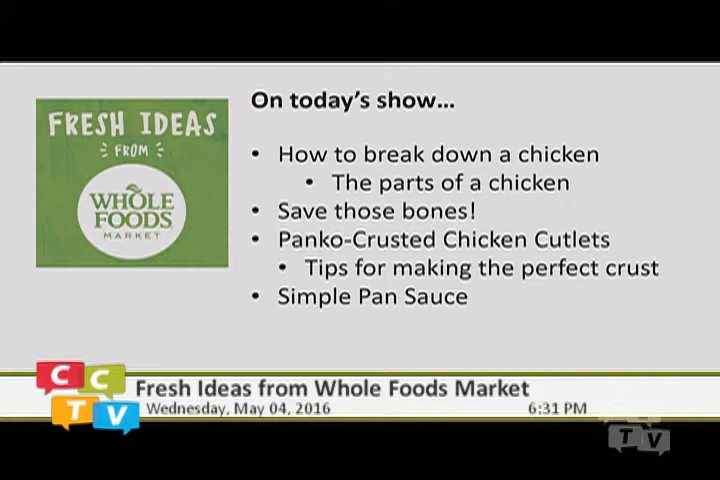 FRESH IDEAS
FROM
WHOLE
FOODS
MARKET
On today's show...
• How to break down a chicken
• The parts of a chicken
• Save those bones!
• Panko-Crusted Chicken Cutlets
• Tips for making the perfect crust
• Simple Pan Sauce
C C
T V
Fresh Ideas from Whole Foods Market
Wednesday, May 04, 2016 6:31 PM
T V